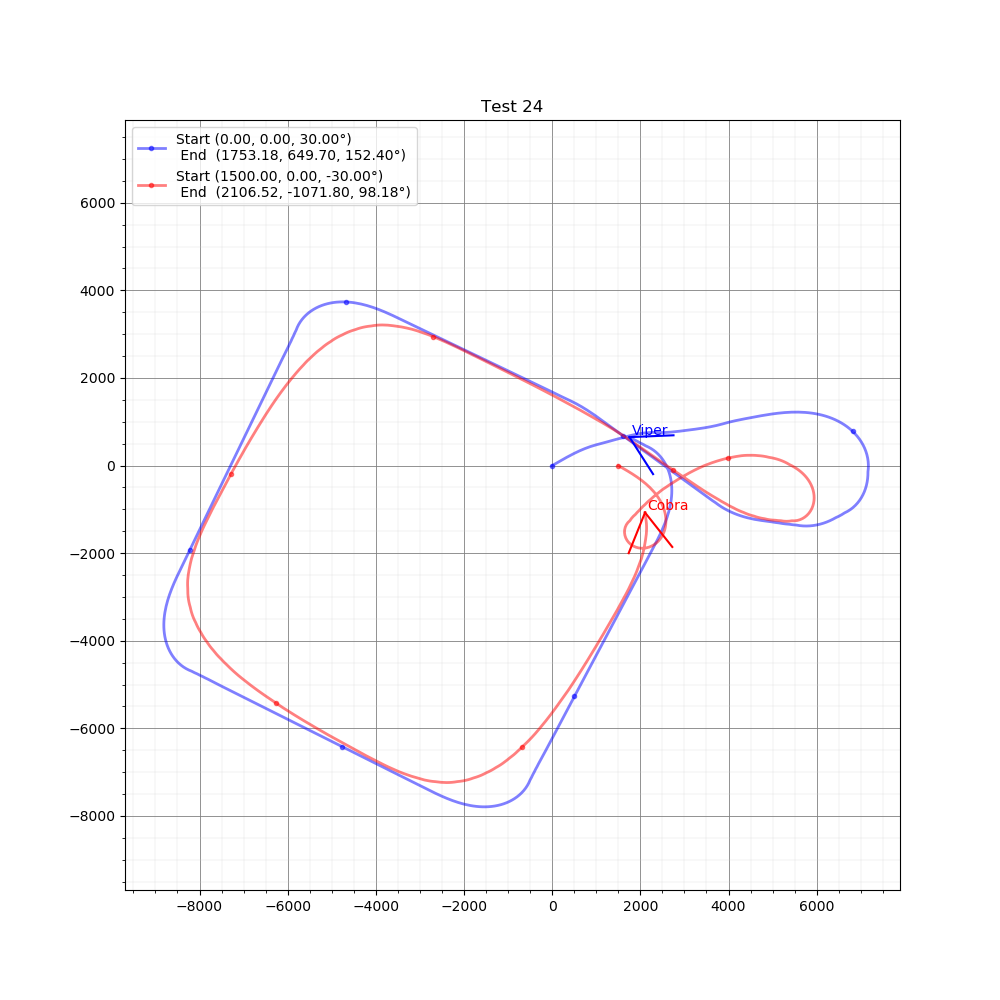 Test 24
Start (0.00, 0.00, 30.00°)
End  (1753.18, 649.70, 152.40°)
Start (1500.00, 0.00, -30.00°)
End  (2106.52, -1071.80, 98.18°)
6000
4000
2000
0
−2000
−4000
−6000
−8000
Viper
Cobra
−8000 −6000 −4000 −2000 0 2000 4000 6000